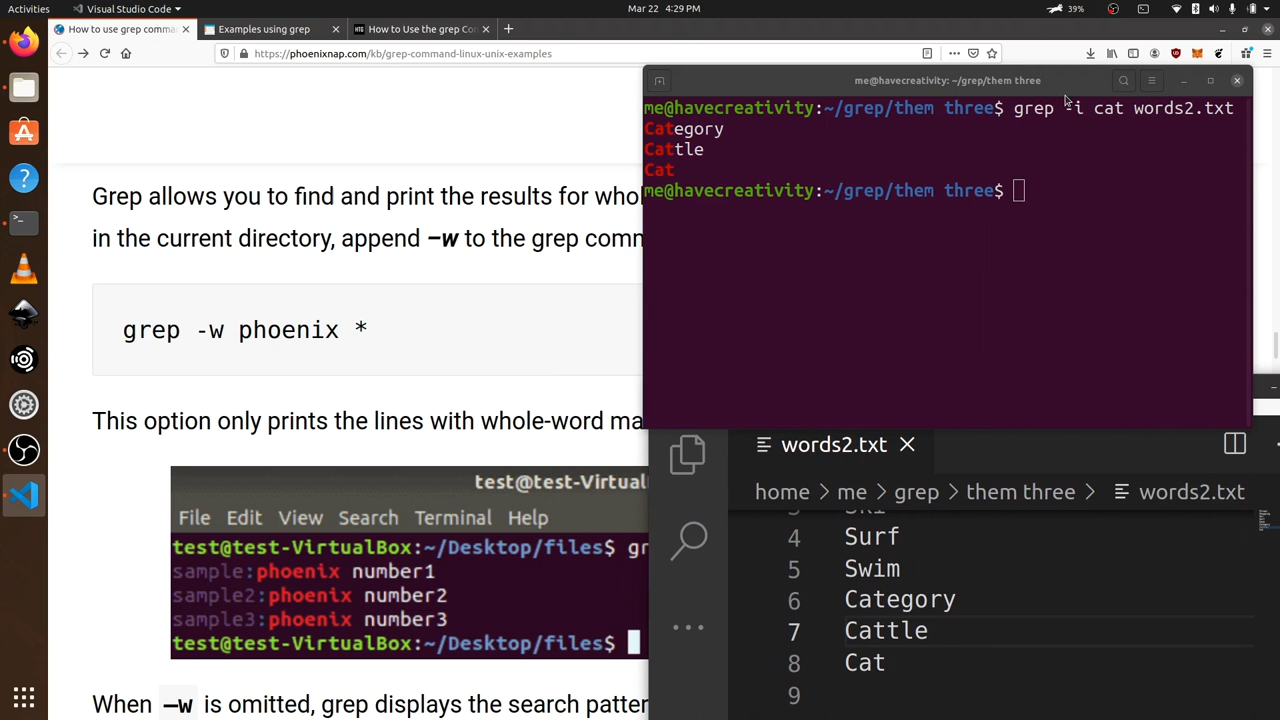 Activities
Visual Studio Code
Mar 22 4:29 PM
39%
How to use grep comma
Examples using grep
HTG
How to Use the grep Co
https://phoenixnap.com/kb/grep-command-linux-unix-examples
me@havecreativity: ~/grep/them three
me@havecreativity:~/grep/them three$ grep -i cat words2.txt
Category
Cattle
Cat
me@havecreativity:~/grep/them three$
Grep allows you to find and print the results for
in the current directory, append –w to the grep
grep -w phoenix *
This option only prints the lines with whole-word
test@test-Virtual
File Edit View Search Terminal Help
test@test-VirtualBox:~/Desktop/files$ gr
sample:phoenix number1
sample2:phoenix number2
sample3:phoenix number3
test@test-VirtualBox:~/Desktop/files$
When –w is omitted, grep displays the search
words2.txt
home > me > grep > them three > words2.txt
4 Surf
5 Swim
6 Category
7 Cattle
8 Cat
9